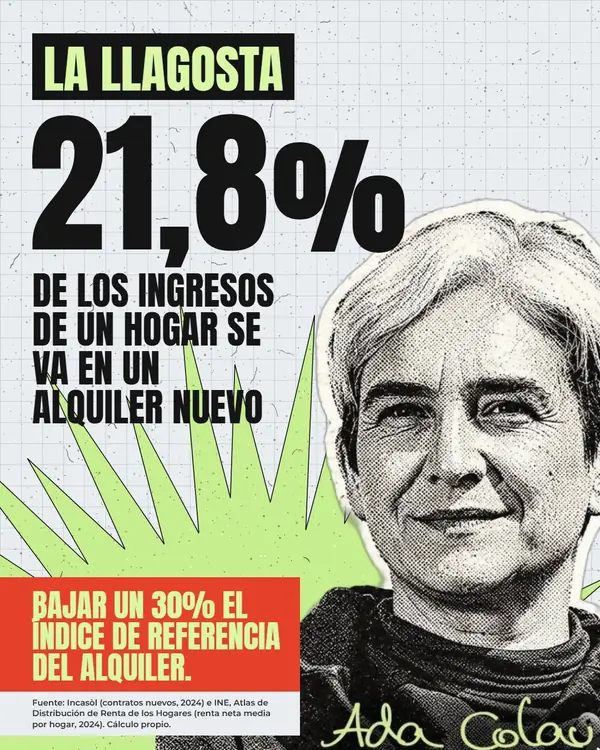 LA LLAGOSTA
21,8%
DE LOS INGRESOS
DE UN HOGAR SE
VA EN UN
ALQUILER NUEVO
BAJAR UN 30% EL
ÍNDICE DE REFERENCIA
DEL ALQUILER.
Fuente: Incasòl (contratos nuevos, 2024) e INE, Atlas de
Distribución de Renta de los Hogares (renta neta media
por hogar, 2024). Cálculo propio.
Ada Colau